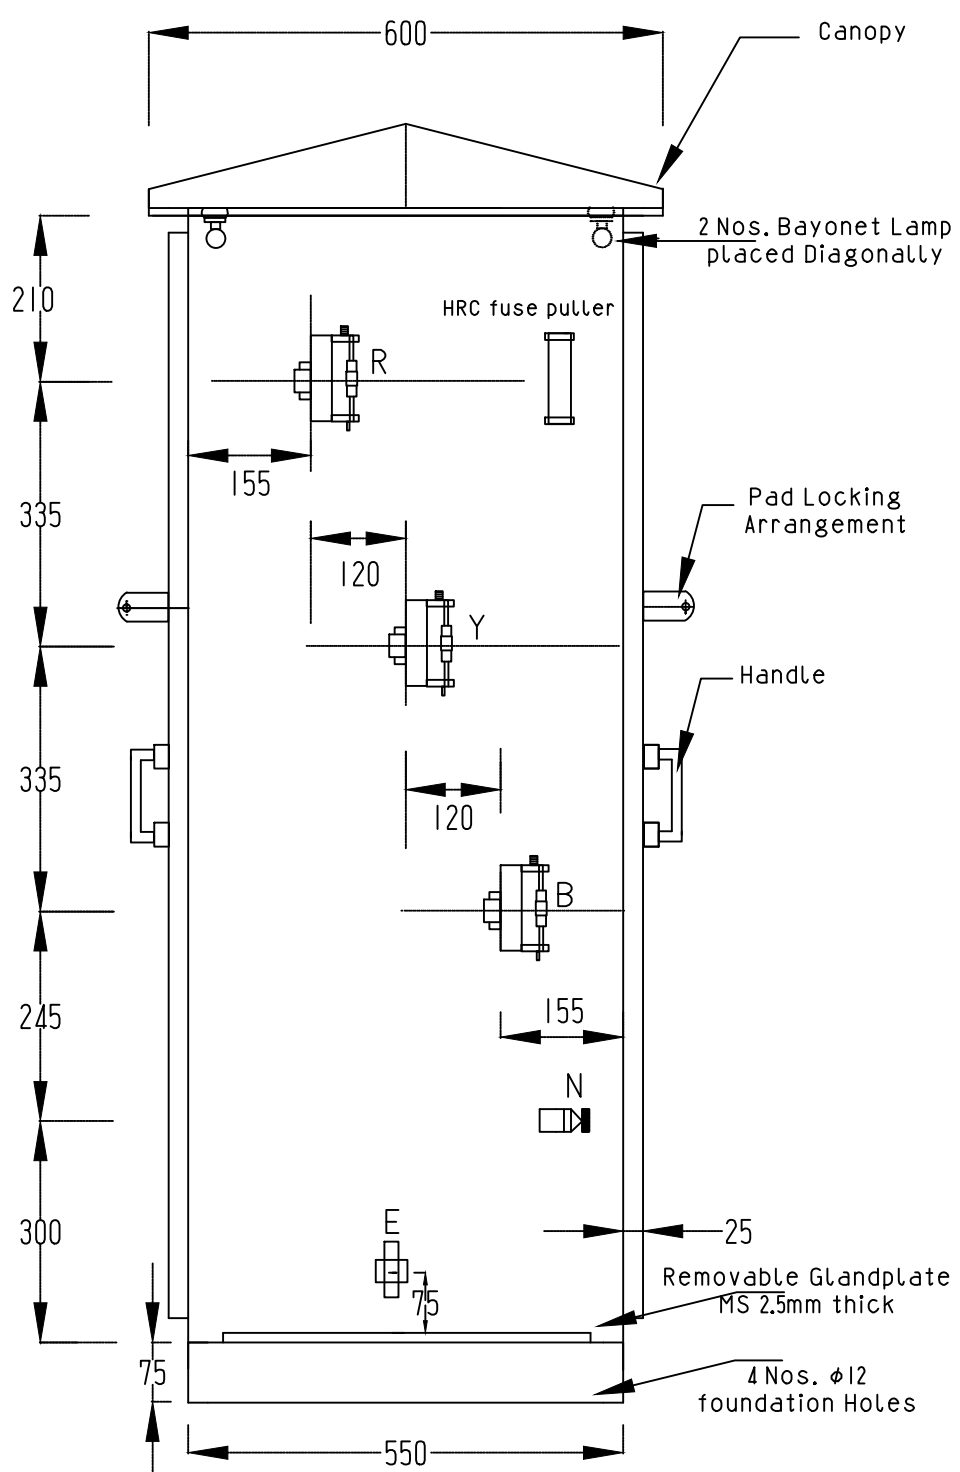 600
Canopy
2 Nos. Bayonet Lamp
placed Diagonally
210
HRC fuse puller
R
155
335
Pad Locking
Arrangement
120
Y
Handle
335
120
B
245
155
N
300
E
25
75
Removable Glandplate
MS 2.5mm thick
75
4 Nos. ϕ12
foundation Holes
550